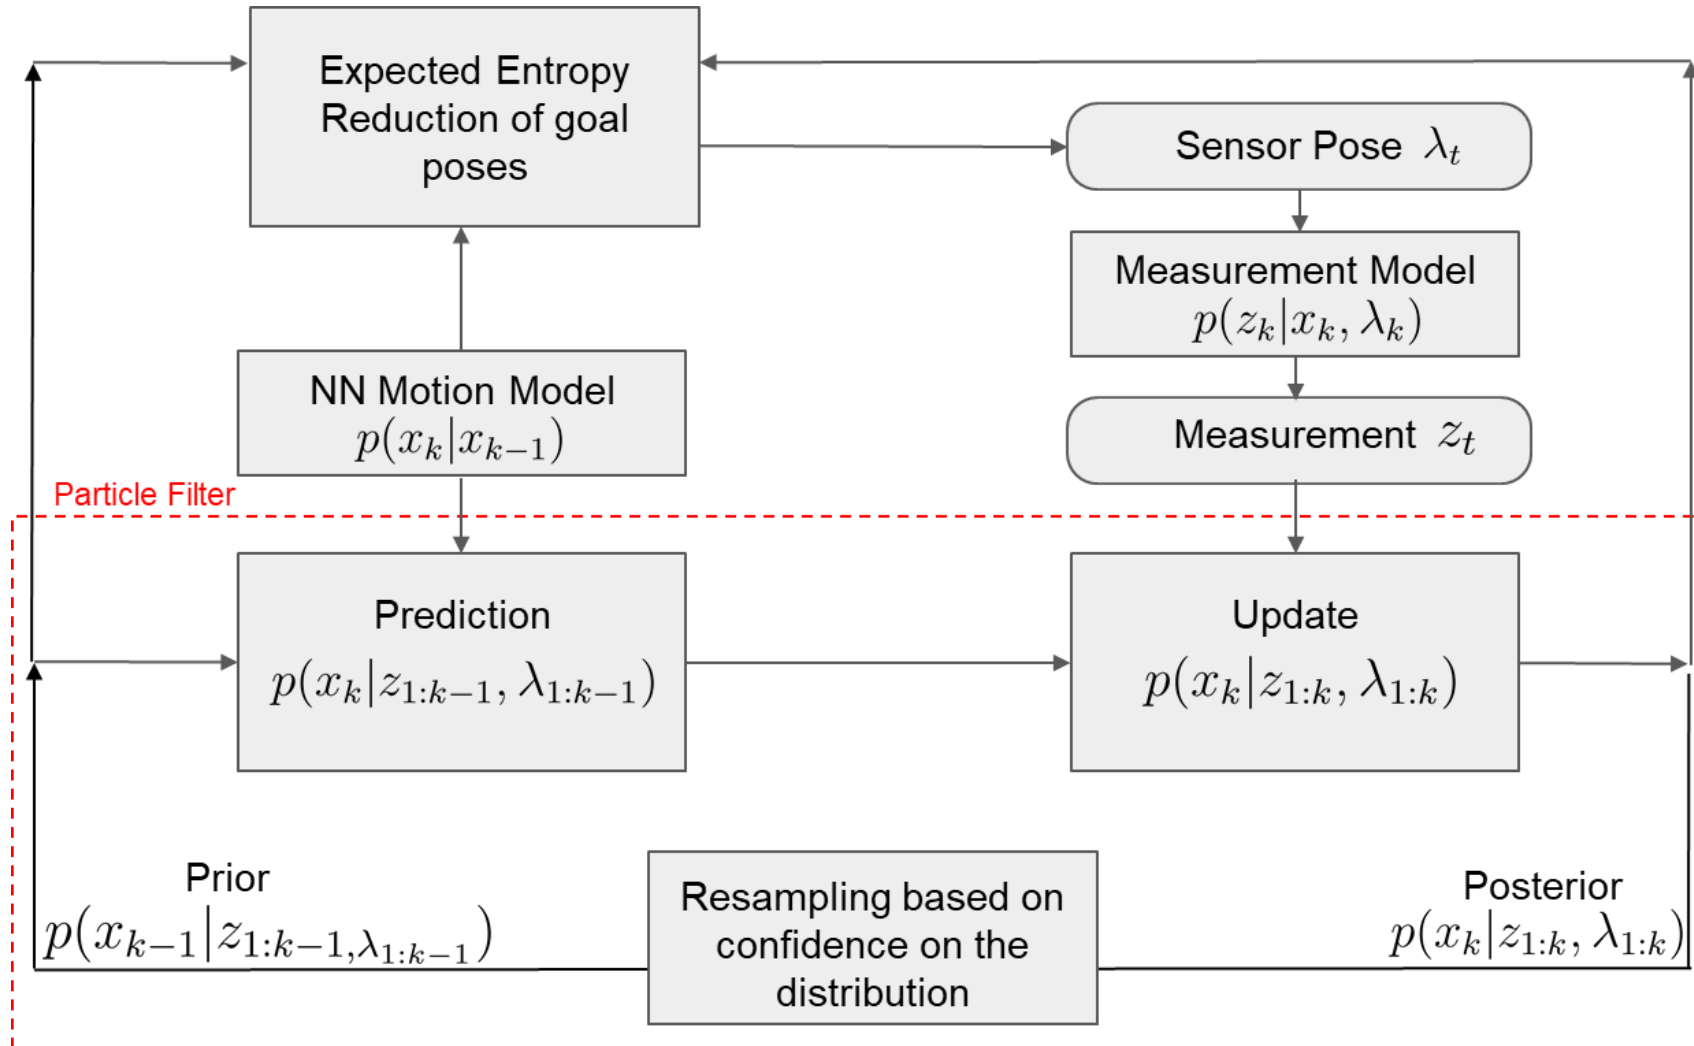 Expected Entropy
Reduction of goal
poses
Sensor Pose λ_t
Measurement Model
p(z_k|x_k, λ_k)
NN Motion Model
p(x_k|x_{k−1})
Measurement z_t
Particle Filter
Prediction
p(x_k|z_{1:k−1}, λ_{1:k−1})
Update
p(x_k|z_{1:k}, λ_{1:k})
Prior
p(x_{k−1}|z_{1:k−1,λ_{1:k−1}})
Resampling based on
confidence on the
distribution
Posterior
p(x_k|z_{1:k}, λ_{1:k})